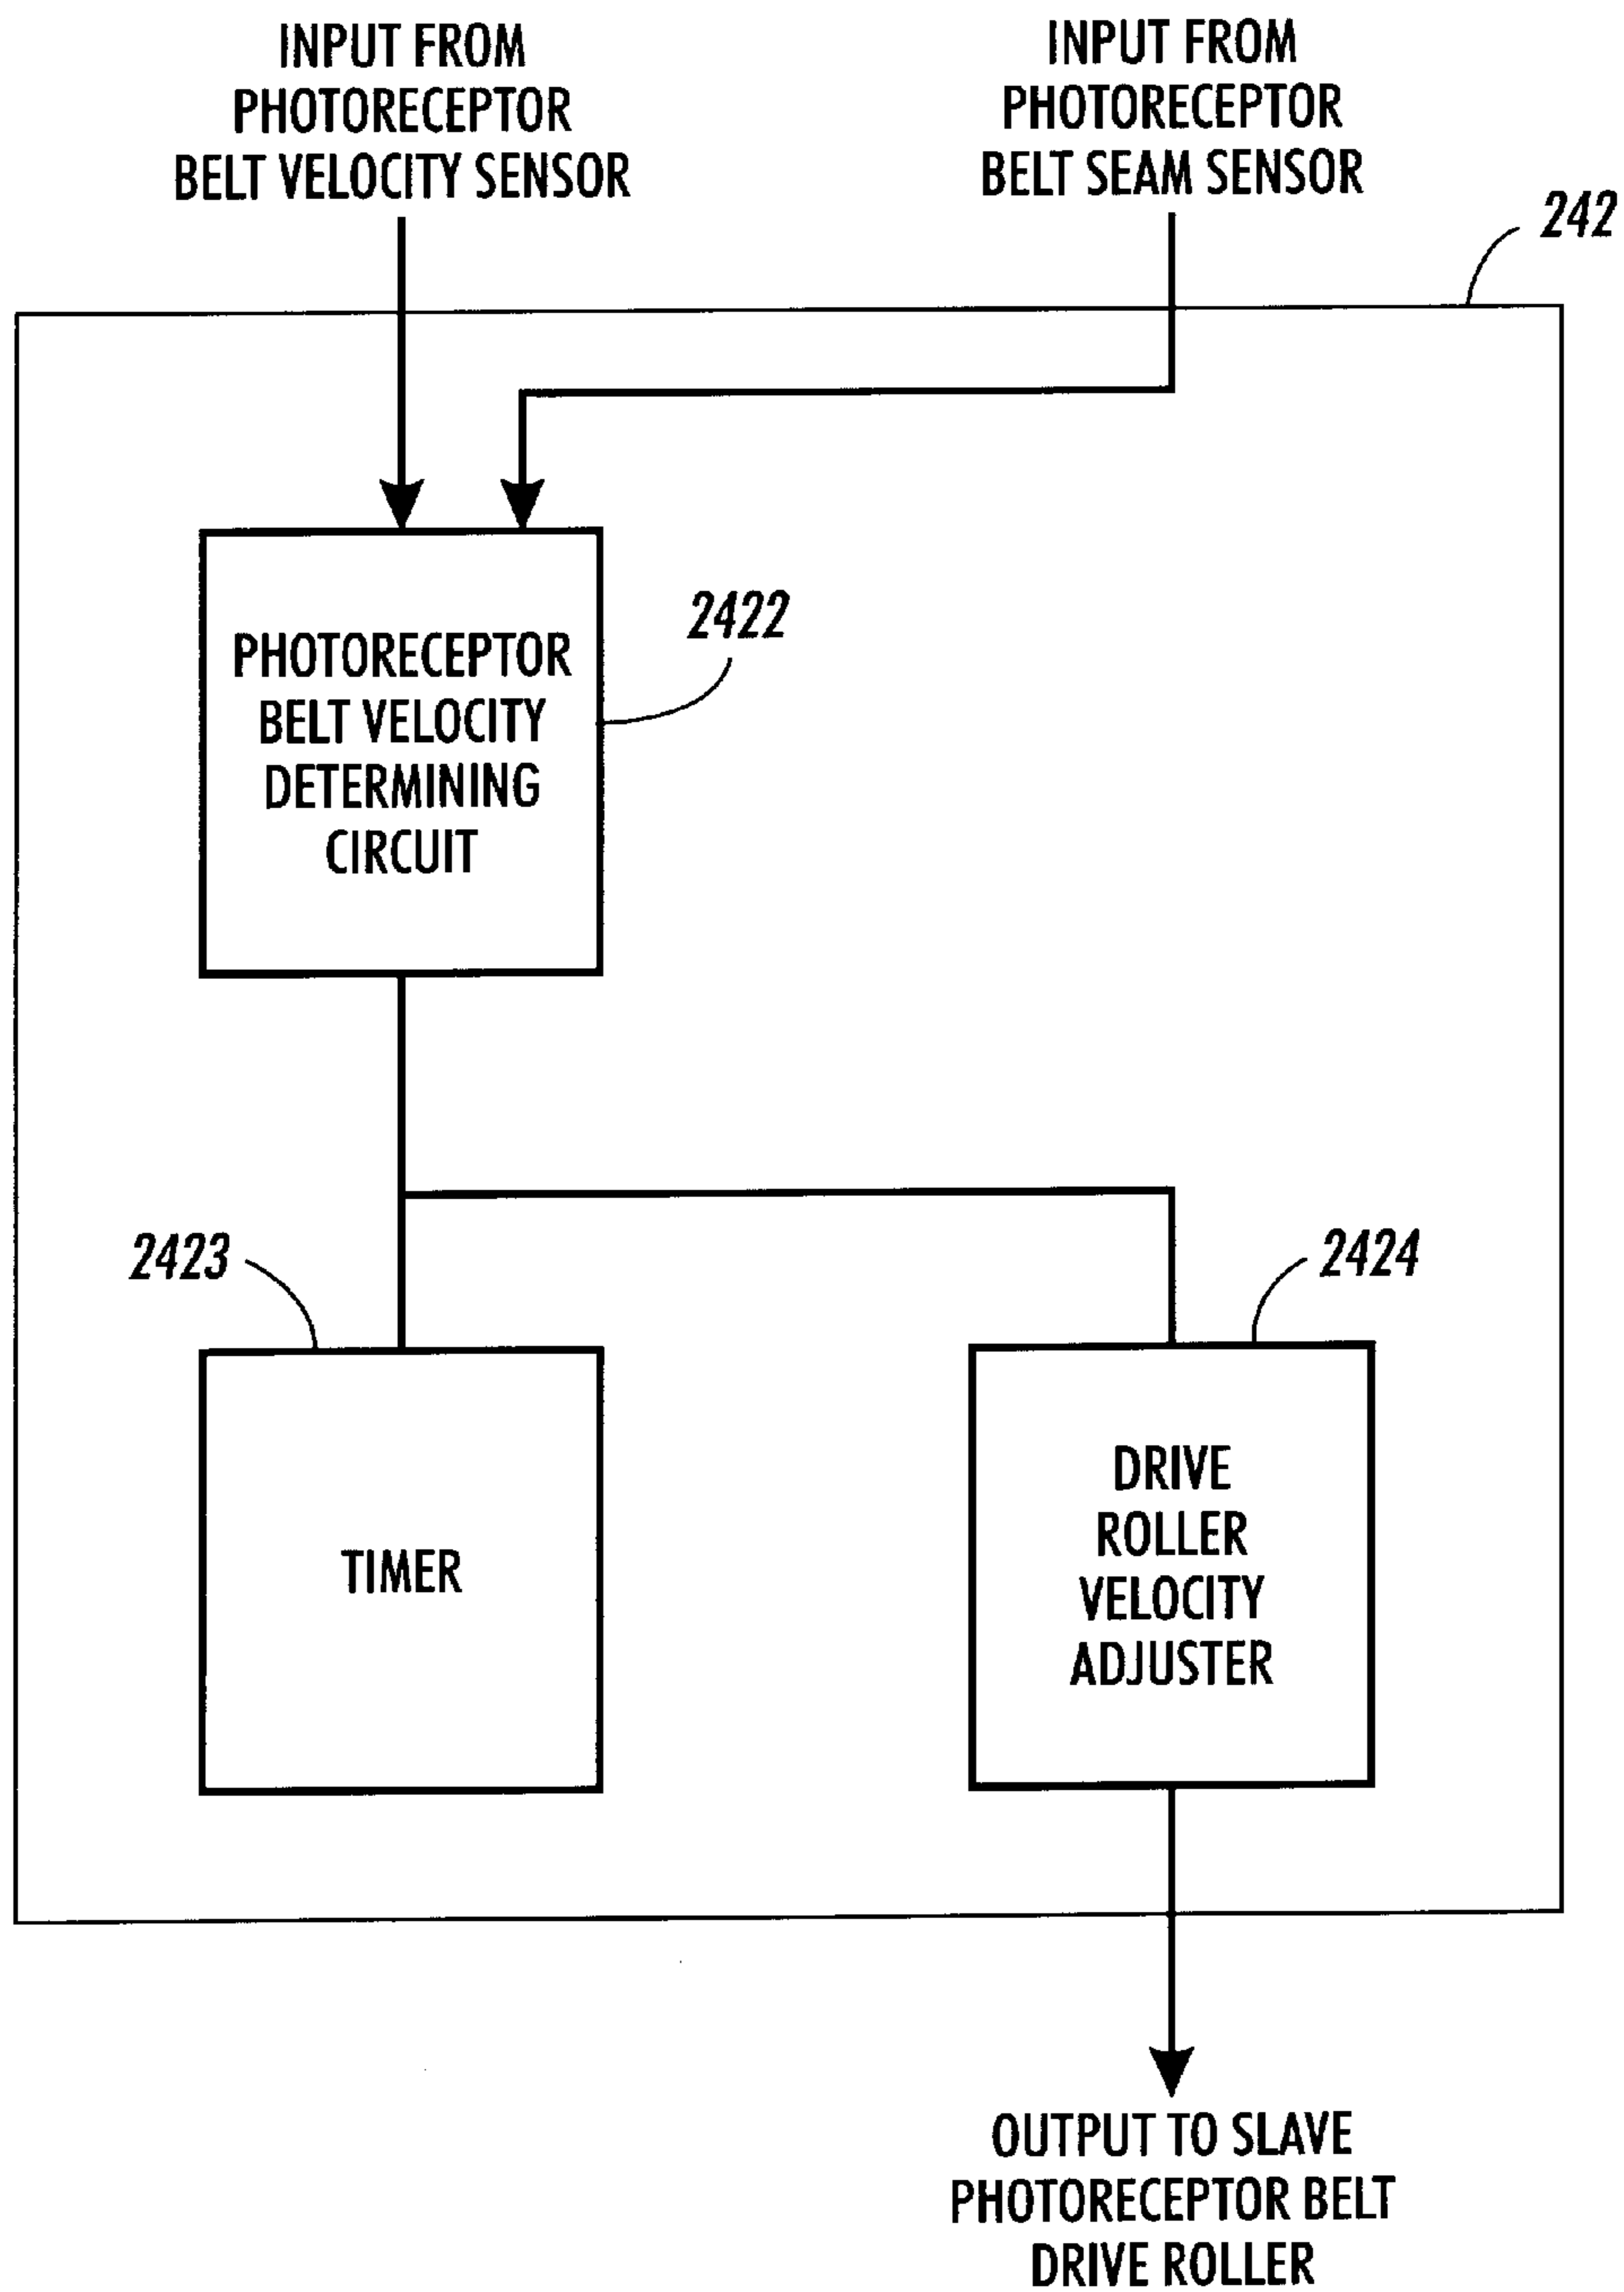 INPUT FROM
PHOTORECEPTOR
BELT VELOCITY SENSOR
INPUT FROM
PHOTORECEPTOR
BELT SEAM SENSOR
242
PHOTORECEPTOR
BELT VELOCITY
DETERMINING
CIRCUIT
2422
2423
2424
TIMER
DRIVE
ROLLER
VELOCITY
ADJUSTER
OUTPUT TO SLAVE
PHOTORECEPTOR BELT
DRIVE ROLLER